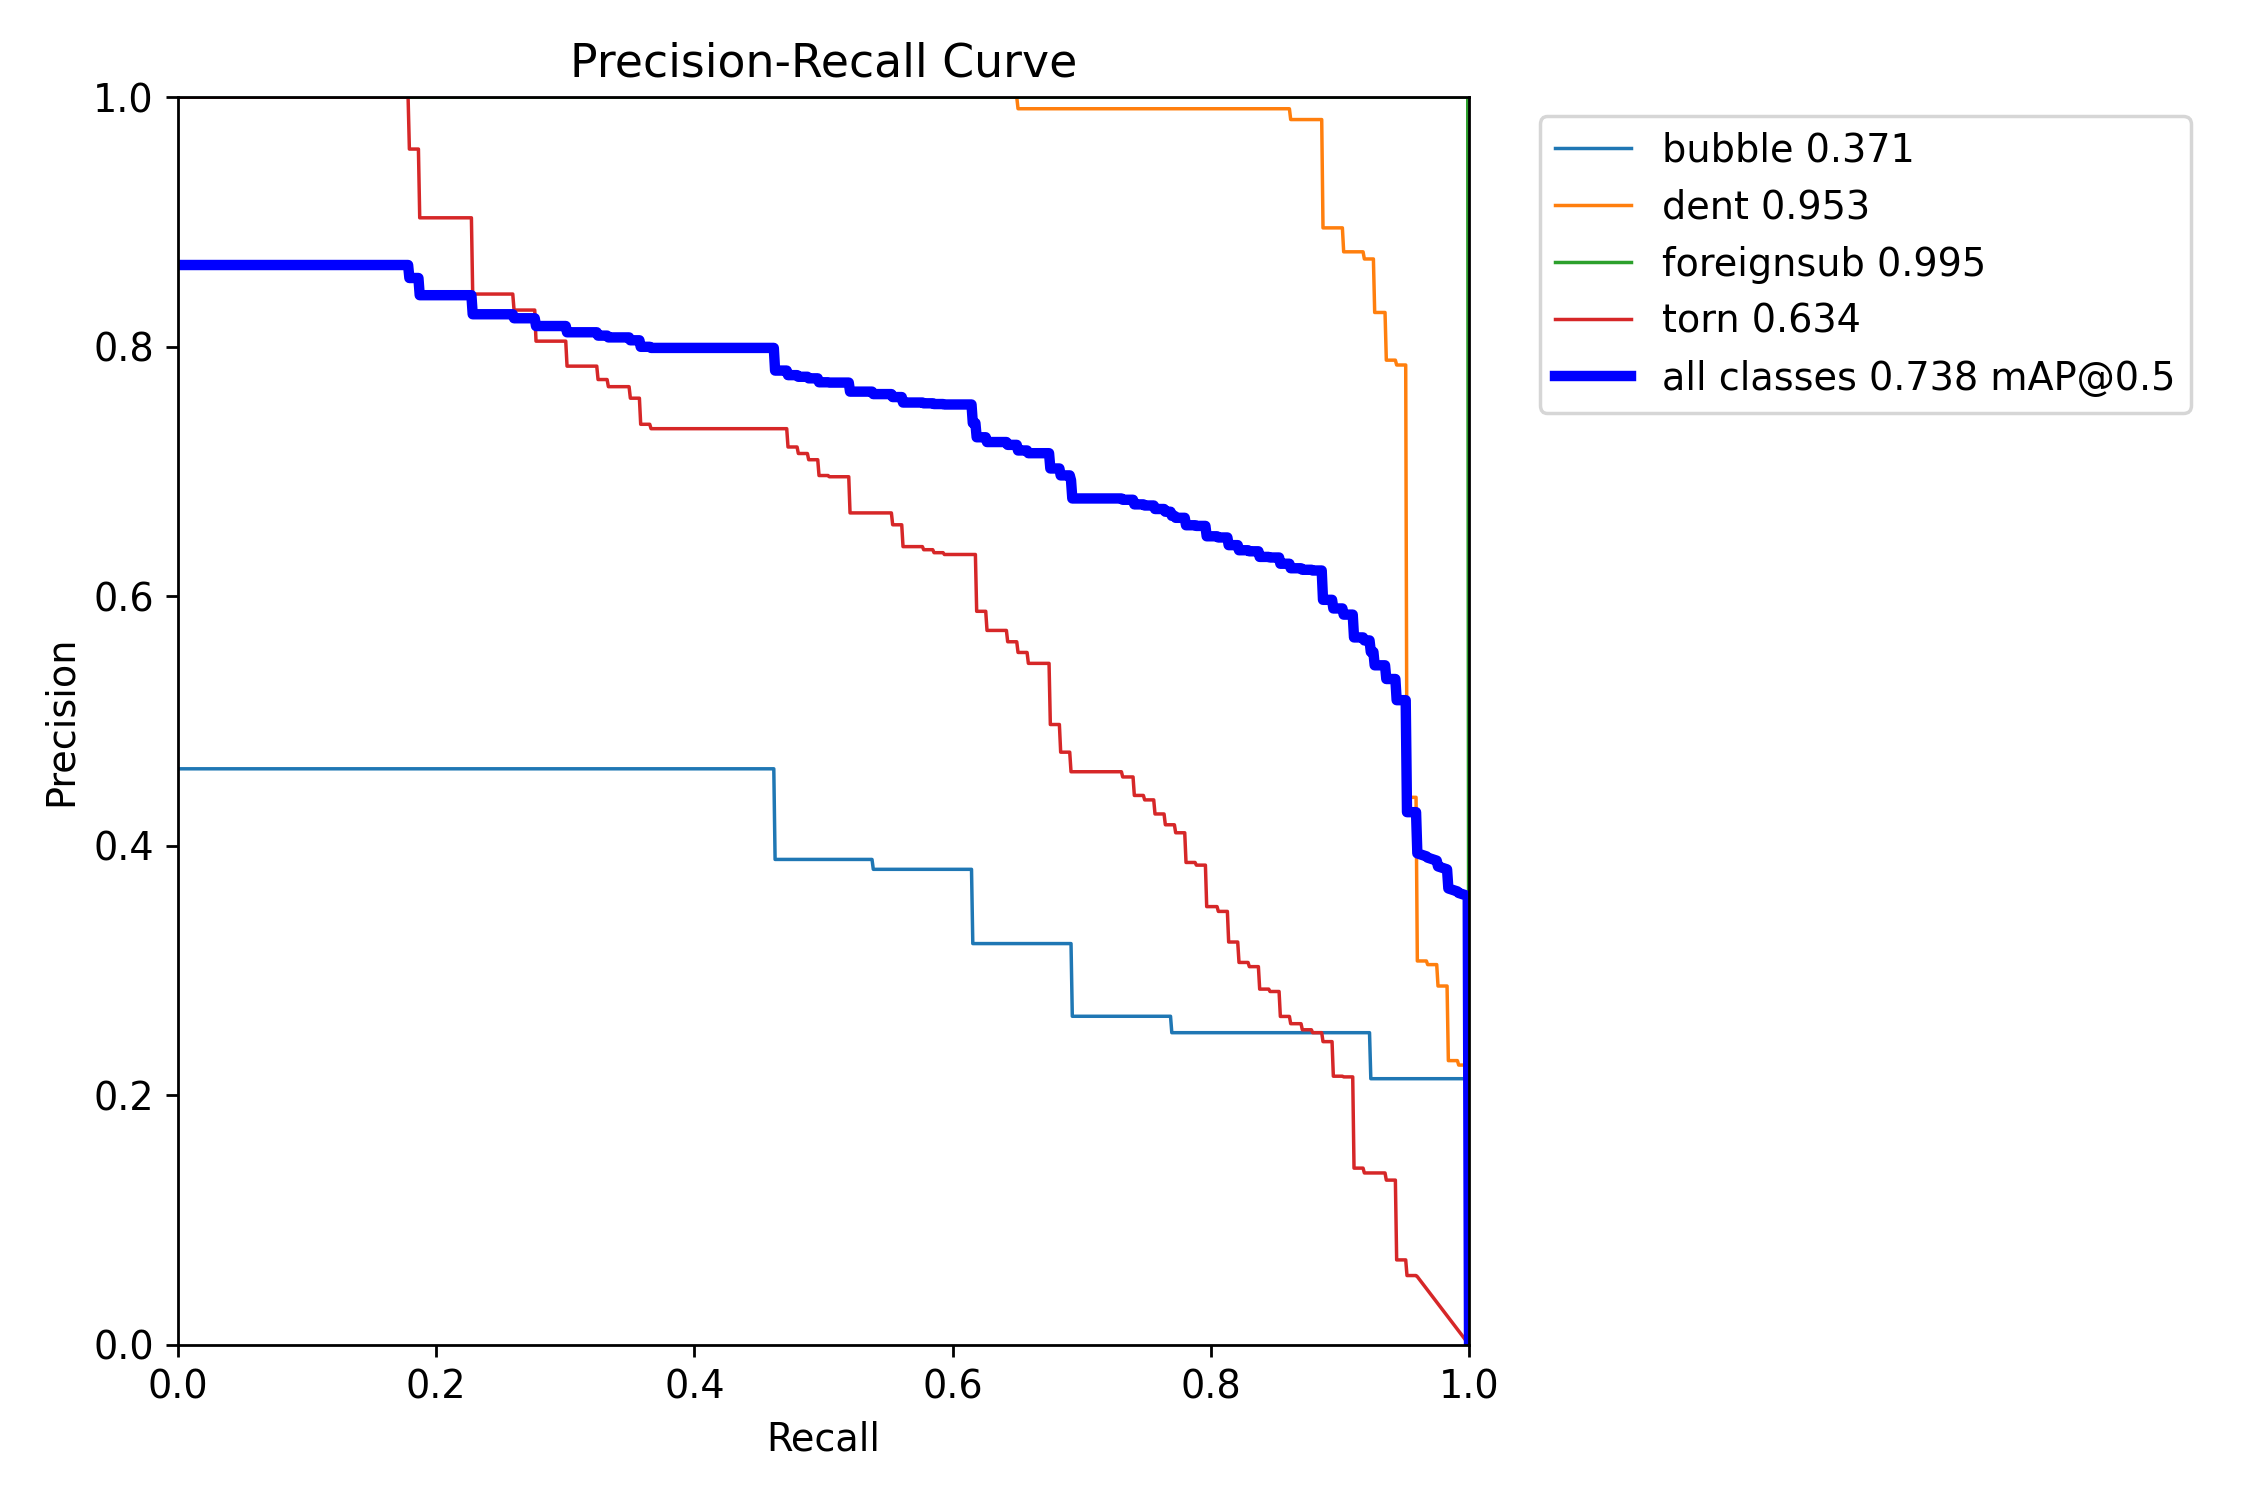 Precision-Recall Curve
1.0
0.8
0.6
0.4
0.2
0.0
Precision
0.0 0.2 0.4 0.6 0.8 1.0
Recall
bubble 0.371
dent 0.953
foreignsub 0.995
torn 0.634
all classes 0.738 mAP@0.5